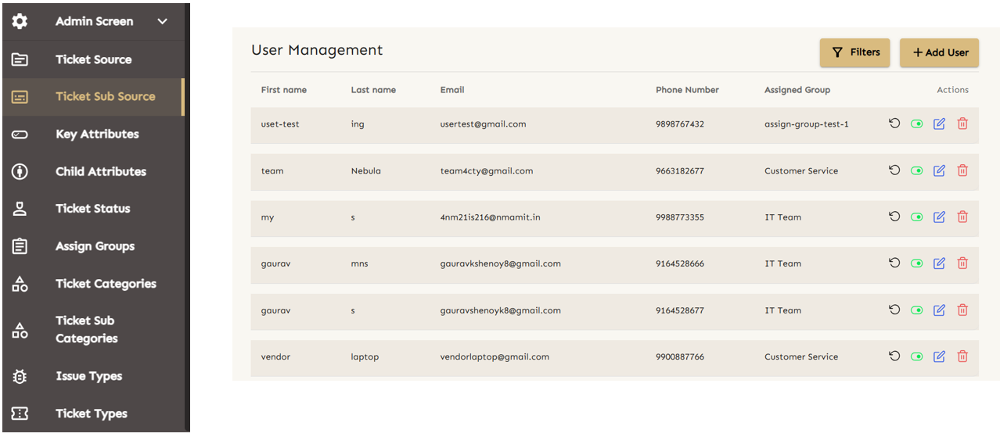 Admin Screen
Ticket Source
Ticket Sub Source
Key Attributes
Child Attributes
Ticket Status
Assign Groups
Ticket Categories
Ticket Sub
Categories
Issue Types
Ticket Types
User Management
Filters
+ Add User
First name Last name Email Phone Number Assigned Group Actions
uset-test ing usertest@gmail.com 9898767432 assign-group-test-1
team Nebula team4cty@gmail.com 9663182677 Customer Service
my s 4nm21is216@nmamit.in 9988773355 IT Team
gaurav mns gauravkshenoy8@gmail.com 9164528666 IT Team
gaurav s gauravshenoyk8@gmail.com 9164528677 IT Team
vendor laptop vendorlaptop@gmail.com 9900887766 Customer Service